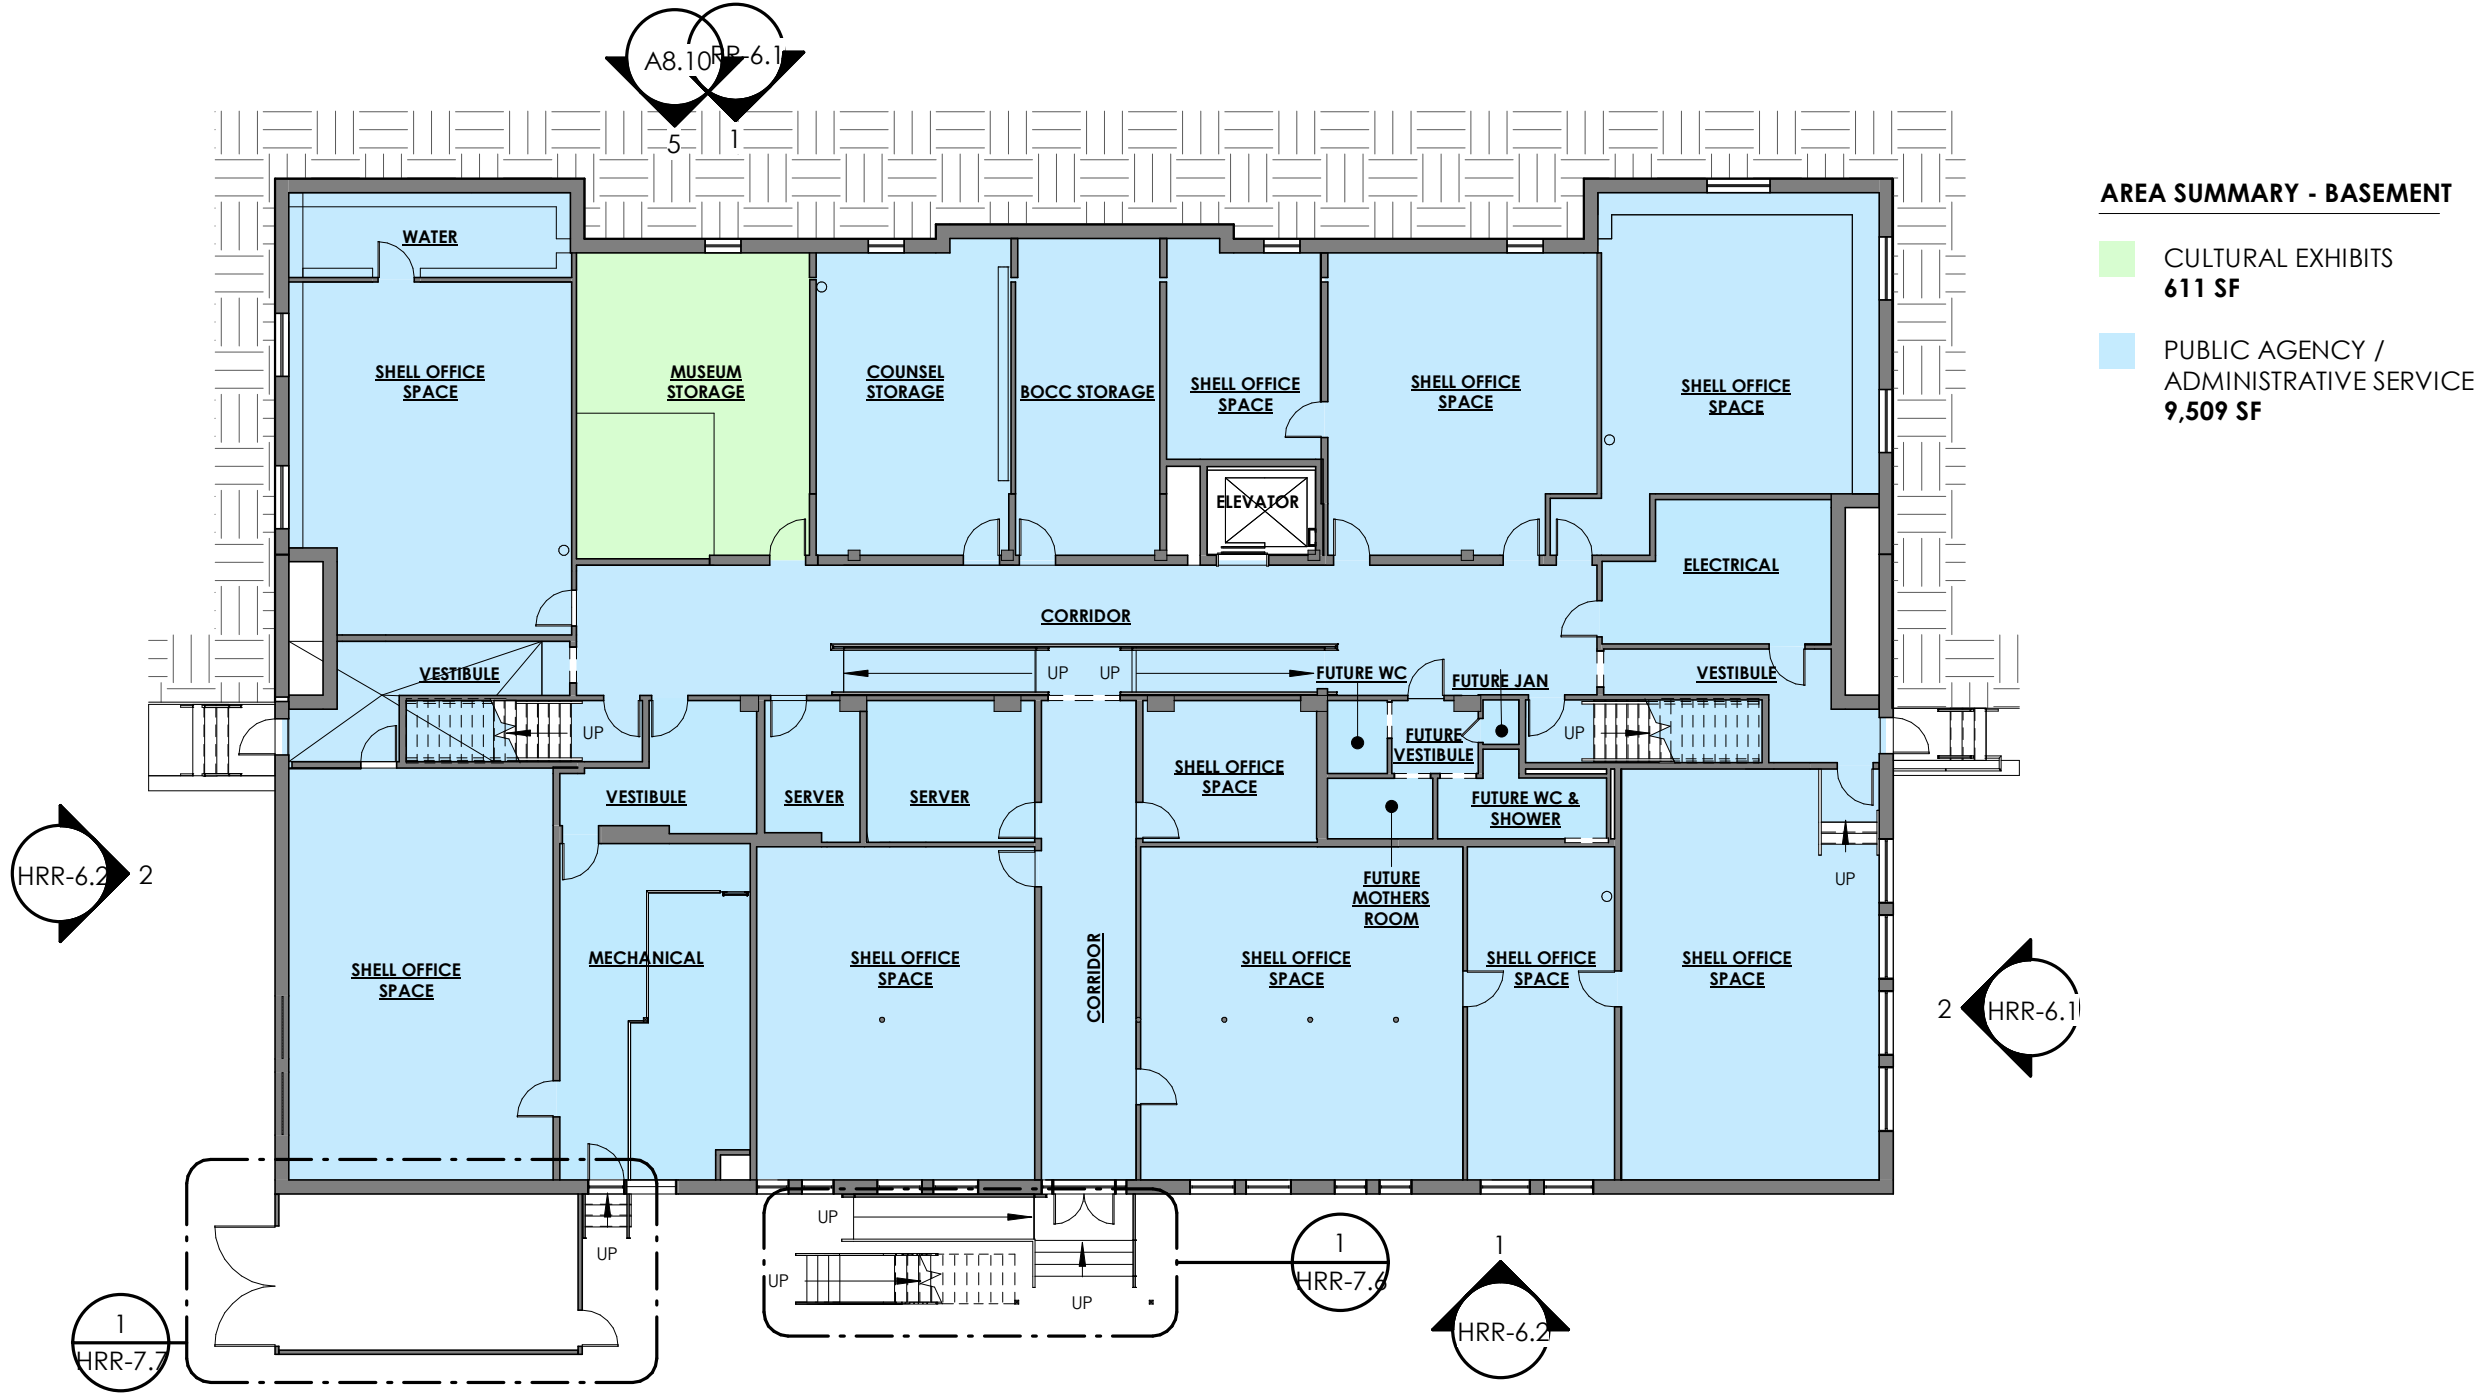 A8.10
RR-6.1
5
1
AREA SUMMARY - BASEMENT
CULTURAL EXHIBITS
611 SF
PUBLIC AGENCY /
ADMINISTRATIVE SERVICE
9,509 SF
WATER
SHELL OFFICE
SPACE
MUSEUM
STORAGE
COUNSEL
STORAGE
BOCC STORAGE
SHELL OFFICE
SPACE
SHELL OFFICE
SPACE
SHELL OFFICE
SPACE
ELEVATOR
ELECTRICAL
CORRIDOR
VESTIBULE
UP
UP
FUTURE WC
FUTURE JAN
VESTIBULE
UP
UP
FUTURE
VESTIBULE
VESTIBULE
SERVER
SERVER
SHELL OFFICE
SPACE
FUTURE WC &
SHOWER
HRR-6.2
2
UP
FUTURE
MOTHERS
ROOM
SHELL OFFICE
SPACE
MECHANICAL
SHELL OFFICE
SPACE
CORRIDOR
SHELL OFFICE
SPACE
SHELL OFFICE
SPACE
SHELL OFFICE
SPACE
2
HRR-6.1
UP
UP
UP
UP
1
HRR-7.6
1
HRR-6.2
1
HRR-7.7